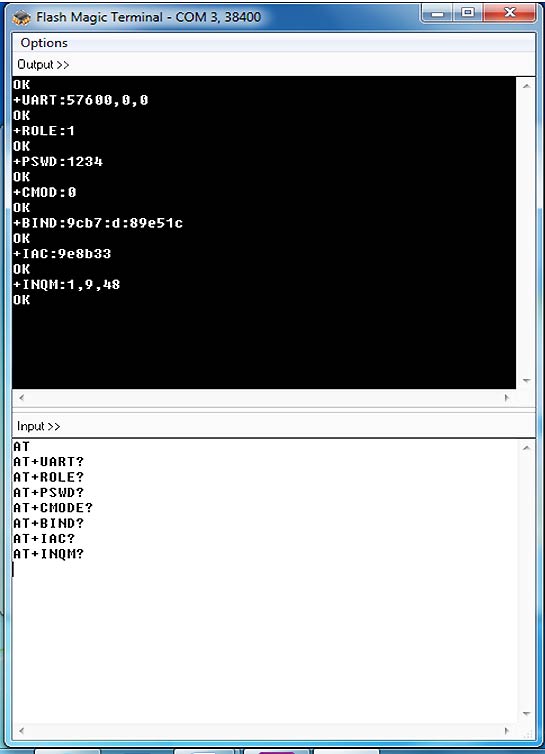 Flash Magic Terminal - COM 3, 38400
Options
Output >>
OK
+UART:57600,0,0
OK
+ROLE:1
OK
+PSWD:1234
OK
+CMOD:0
OK
+BIND:9cb7:d:89e51c
OK
+IAC:9e8b33
OK
+INQM:1,9,48
OK
Input >>
AT
AT+UART?
AT+ROLE?
AT+PSWD?
AT+CMODE?
AT+BIND?
AT+IAC?
AT+INQM?